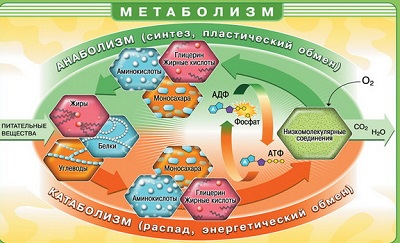 МЕТАБОЛИЗМ
АНАБОЛИЗМ (синтез, пластический обмен)
Глицерин
Жирные кислоты
Аминокислоты
Моносахара
O₂
АДФ
Фосфат
АТФ
Жиры
ПИТАТЕЛЬНЫЕ
ВЕЩЕСТВА
Белки
Углеводы
Низкомолекулярные
соединения
CO₂
H₂O
Моносахара
Аминокислоты
Глицерин
Жирные кислоты
КАТАБОЛИЗМ (распад, энергетический обмен)